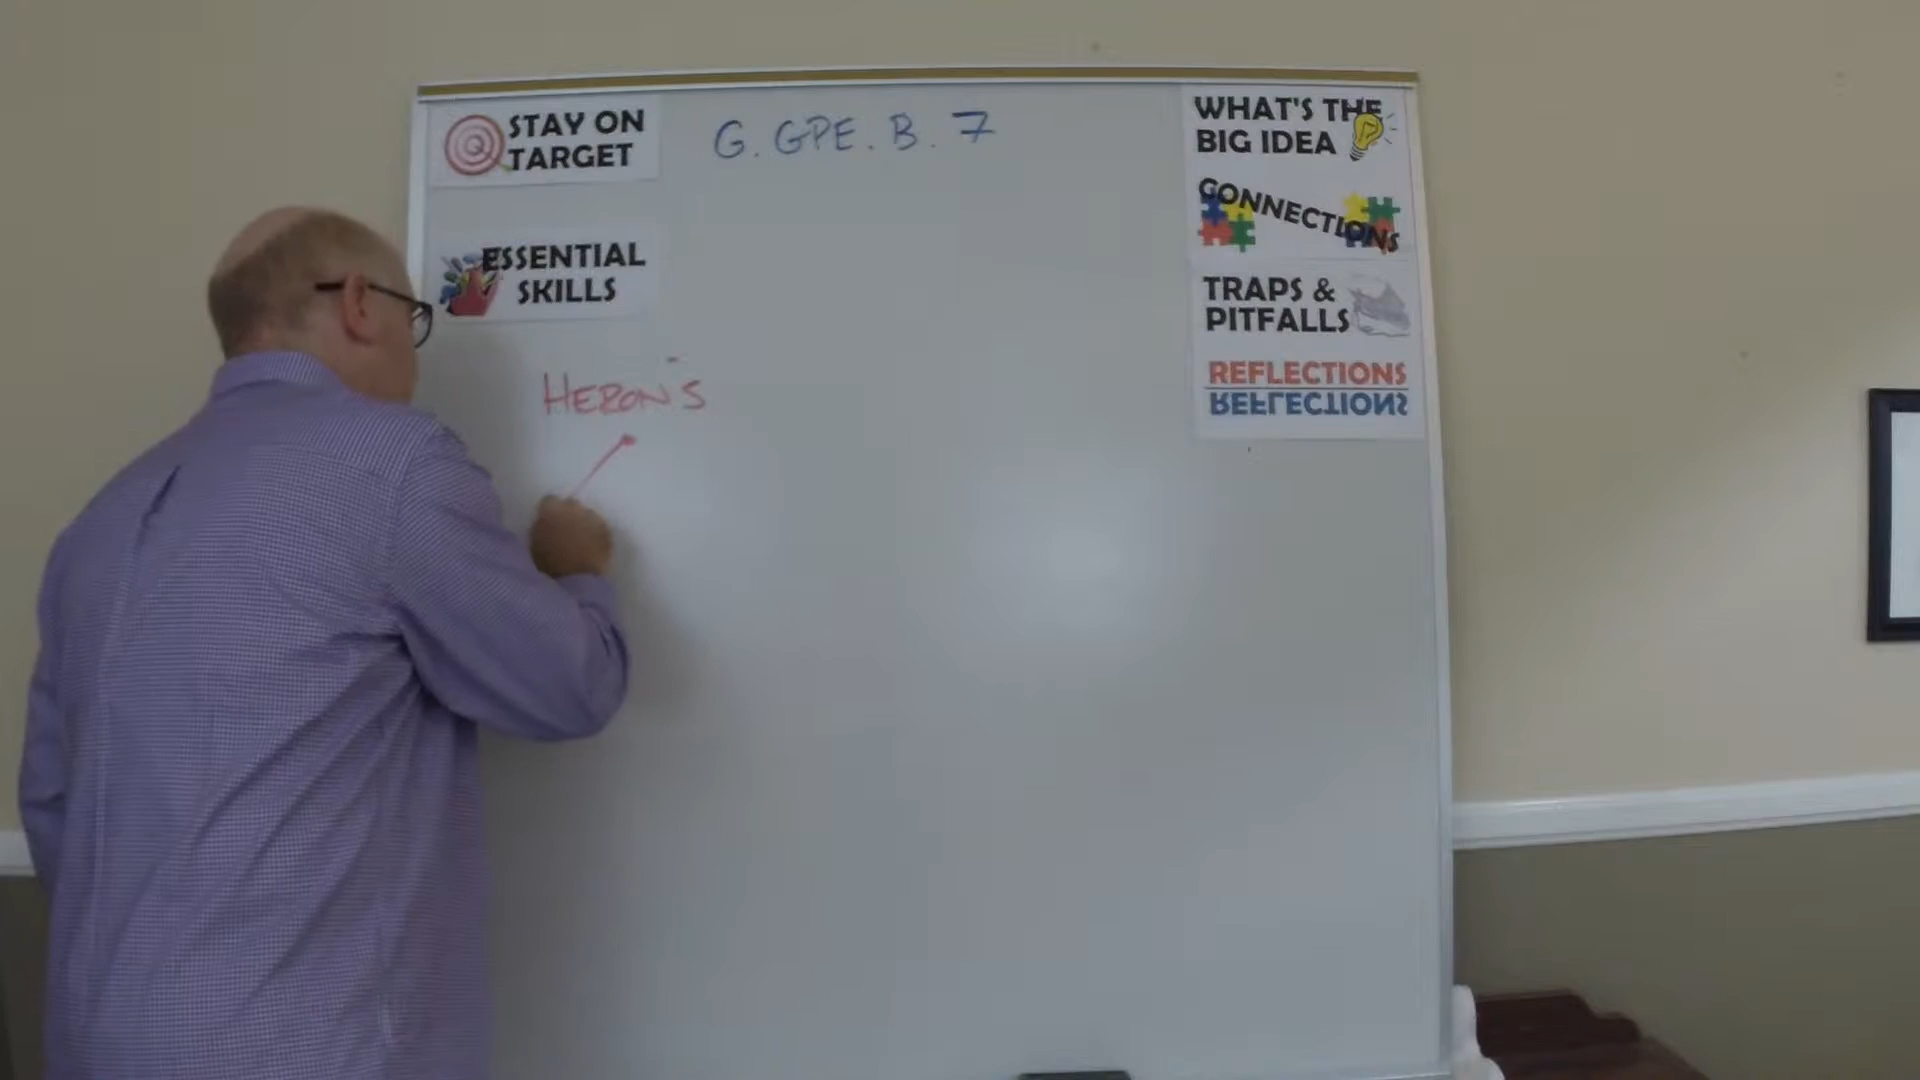 STAY ON
TARGET
G. GPE. B. 7
WHAT'S THE
BIG IDEA
CONNECTIONS
ESSENTIAL
SKILLS
TRAPS &
PITFALLS
REFLECTIONS
REFLECTIONS
HERON'S